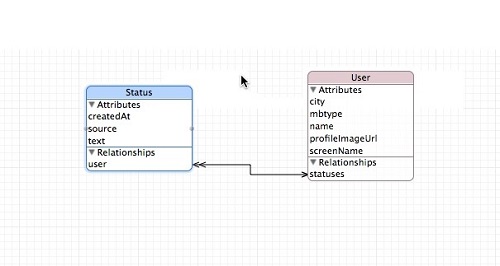 Status
Attributes
createdAt
source
text
Relationships
user
User
Attributes
city
mbtype
name
profileImageUrl
screenName
Relationships
statuses